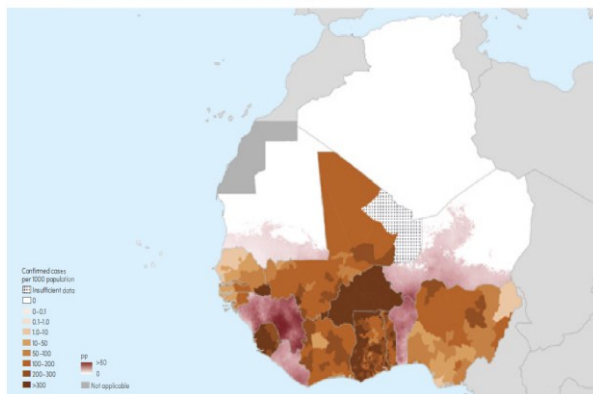 Confirmed cases
per 1000 population
Insufficient data
0
0–0.1
0.1–1.0
1.0–10
10–50
50–100
100–200
200–300
>300
pp
>80
0
Not applicable